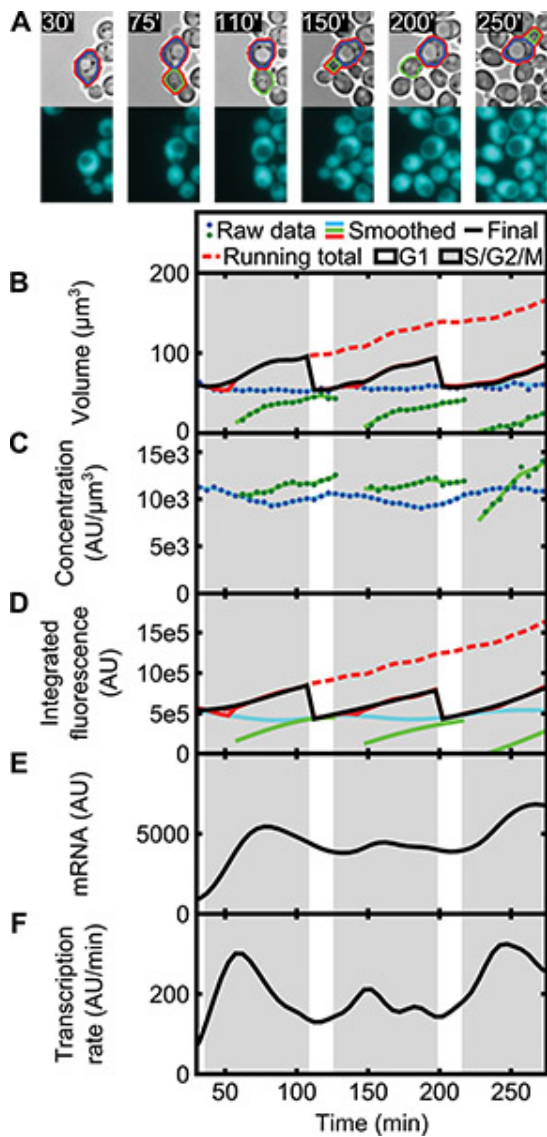 A
30' 75' 110' 150' 200' 250'
Raw data Smoothed Final
Running total G1 S/G2/M
B
Volume (μm³)
200
100
0
C
Concentration (AU/μm³)
15e3
10e3
5e3
0
D
Integrated fluorescence (AU)
15e5
10e5
5e5
0
E
mRNA (AU)
5000
0
F
Transcription rate (AU/min)
200
0
50 100 150 200 250
Time (min)